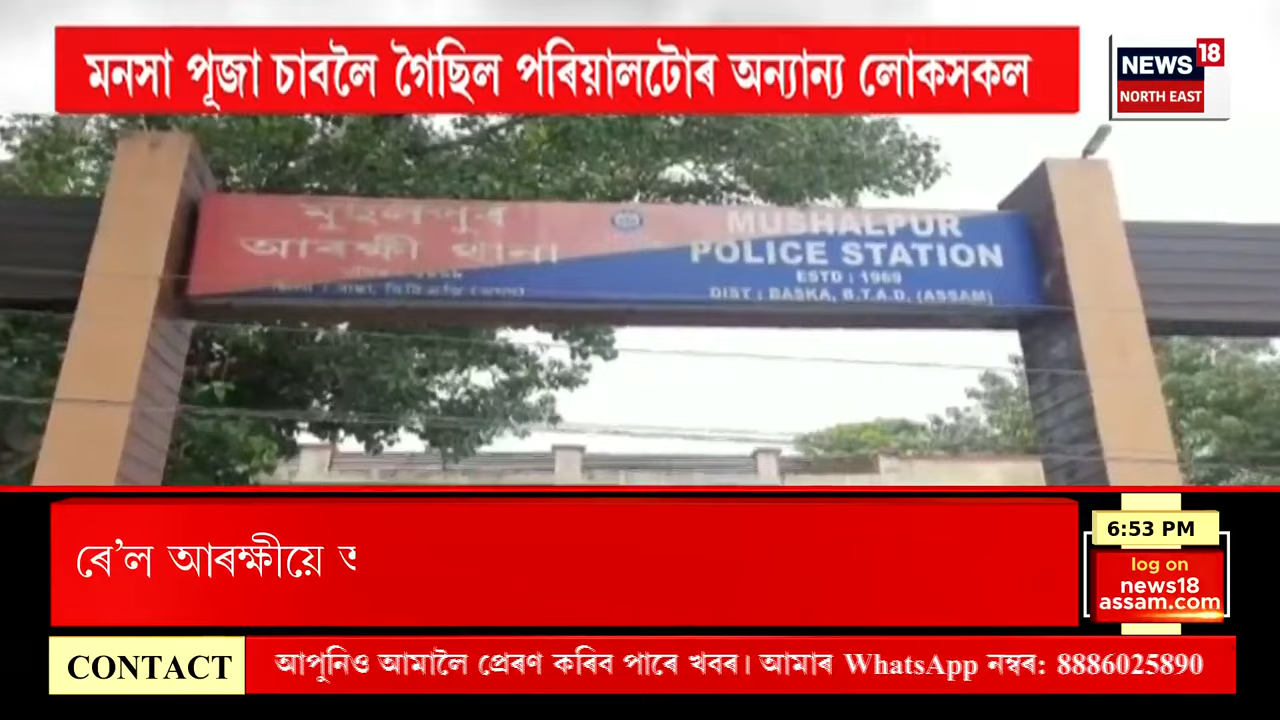 মনসা পূজা চাবলৈ গৈছিল পৰিয়ালটোৰ অন্যান্য লোকসকল
NEWS 18
NORTH EAST
আৰক্ষী থানা
MUSHALPUR
POLICE STATION
ESTD : 1969
DIST : BASKA, B.T.A.D. (ASSAM)
ৰে’ল আৰক্ষীয়ে
6:53 PM
log on
news18
assam.com
CONTACT
আপুনিও আমালৈ প্ৰেৰণ কৰিব পাৰে খবৰ। আমাৰ WhatsApp নম্বৰ: 8886025890